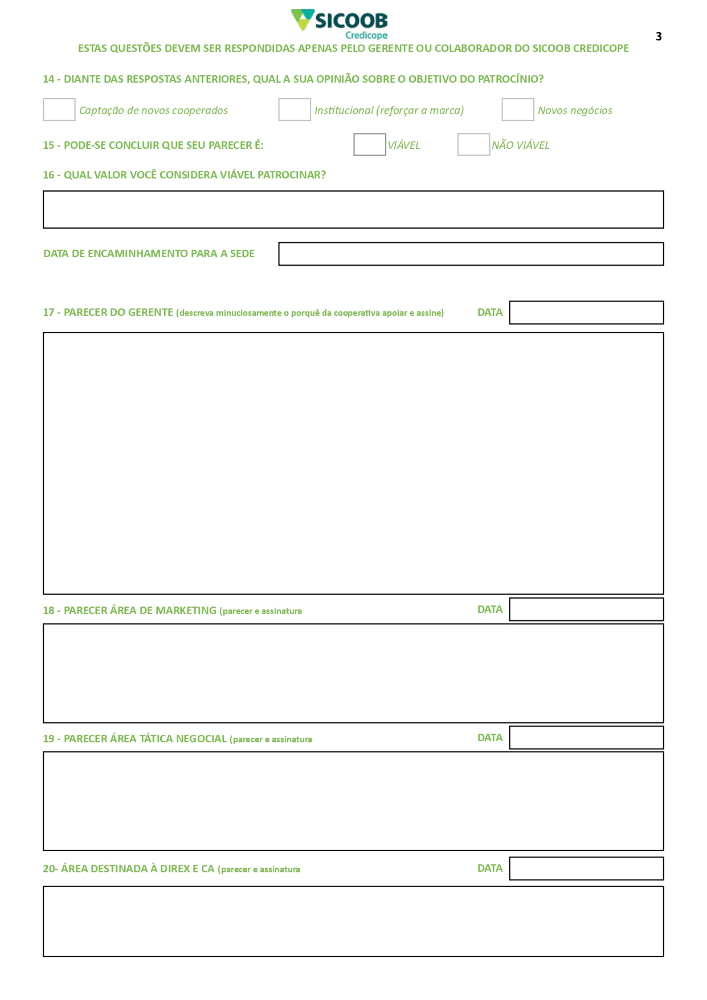 SICOOB
Credicope
3
ESTAS QUESTÕES DEVEM SER RESPONDIDAS APENAS PELO GERENTE OU COLABORADOR DO SICOOB CREDICOPE
14 - DIANTE DAS RESPOSTAS ANTERIORES, QUAL A SUA OPINIÃO SOBRE O OBJETIVO DO PATROCÍNIO?
Captação de novos cooperados Institucional (reforçar a marca) Novos negócios
15 - PODE-SE CONCLUIR QUE SEU PARECER É: VIÁVEL NÃO VIÁVEL
16 - QUAL VALOR VOCÊ CONSIDERA VIÁVEL PATROCINAR?
DATA DE ENCAMINHAMENTO PARA A SEDE
17 - PARECER DO GERENTE (descreva minuciosamente o porquê da cooperativa apoiar e assine) DATA
18 - PARECER ÁREA DE MARKETING (parecer e assinatura DATA
19 - PARECER ÁREA TÁTICA NEGOCIAL (parecer e assinatura DATA
20- ÁREA DESTINADA À DIREX E CA (parecer e assinatura DATA